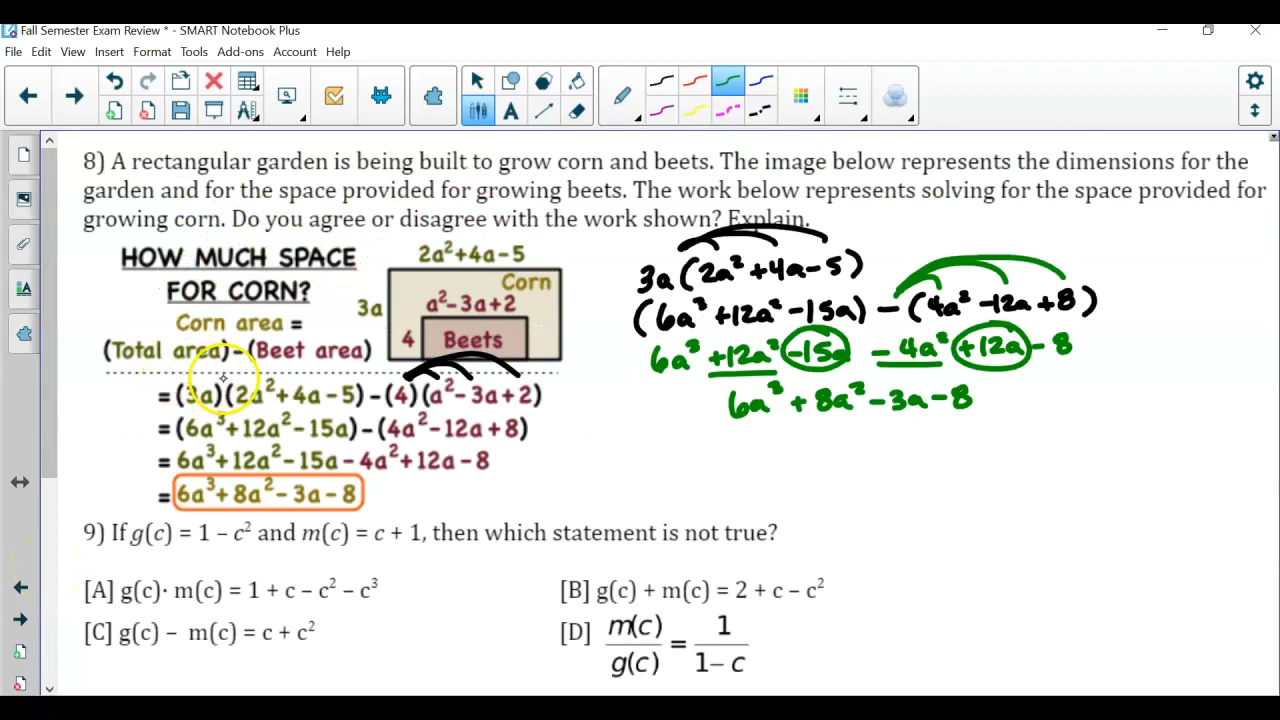 Fall Semester Exam Review * - SMART Notebook Plus
File Edit View Insert Format Tools Add-ons Account Help
8) A rectangular garden is being built to grow corn and beets. The image below represents the dimensions for the
garden and for the space provided for growing beets. The work below represents solving for the space provided for
growing corn. Do you agree or disagree with the work shown? Explain.
HOW MUCH SPACE
FOR CORN?
Corn area =
(Total area)-(Beet area)
2a²+4a-5
Corn
3a
a²-3a+2
4
Beets
= (3a)(2a²+4a-5)-(4)(a²-3a+2)
= (6a³+12a²-15a)-(4a²-12a+8)
= 6a³+12a²-15a-4a²+12a-8
= 6a³+8a²-3a-8
3a(2a²+4a-5)
(6a³+12a²-15a)-(4a²-12a+8)
6a³+12a²-15a-4a²+12a-8
6a³+8a²-3a-8
9) If g(c) = 1 – c² and m(c) = c + 1, then which statement is not true?
[A] g(c)· m(c) = 1 + c – c² – c³
[B] g(c) + m(c) = 2 + c – c²
[C] g(c) – m(c) = c + c²
[D] m(c)/g(c) = 1/(1– c)